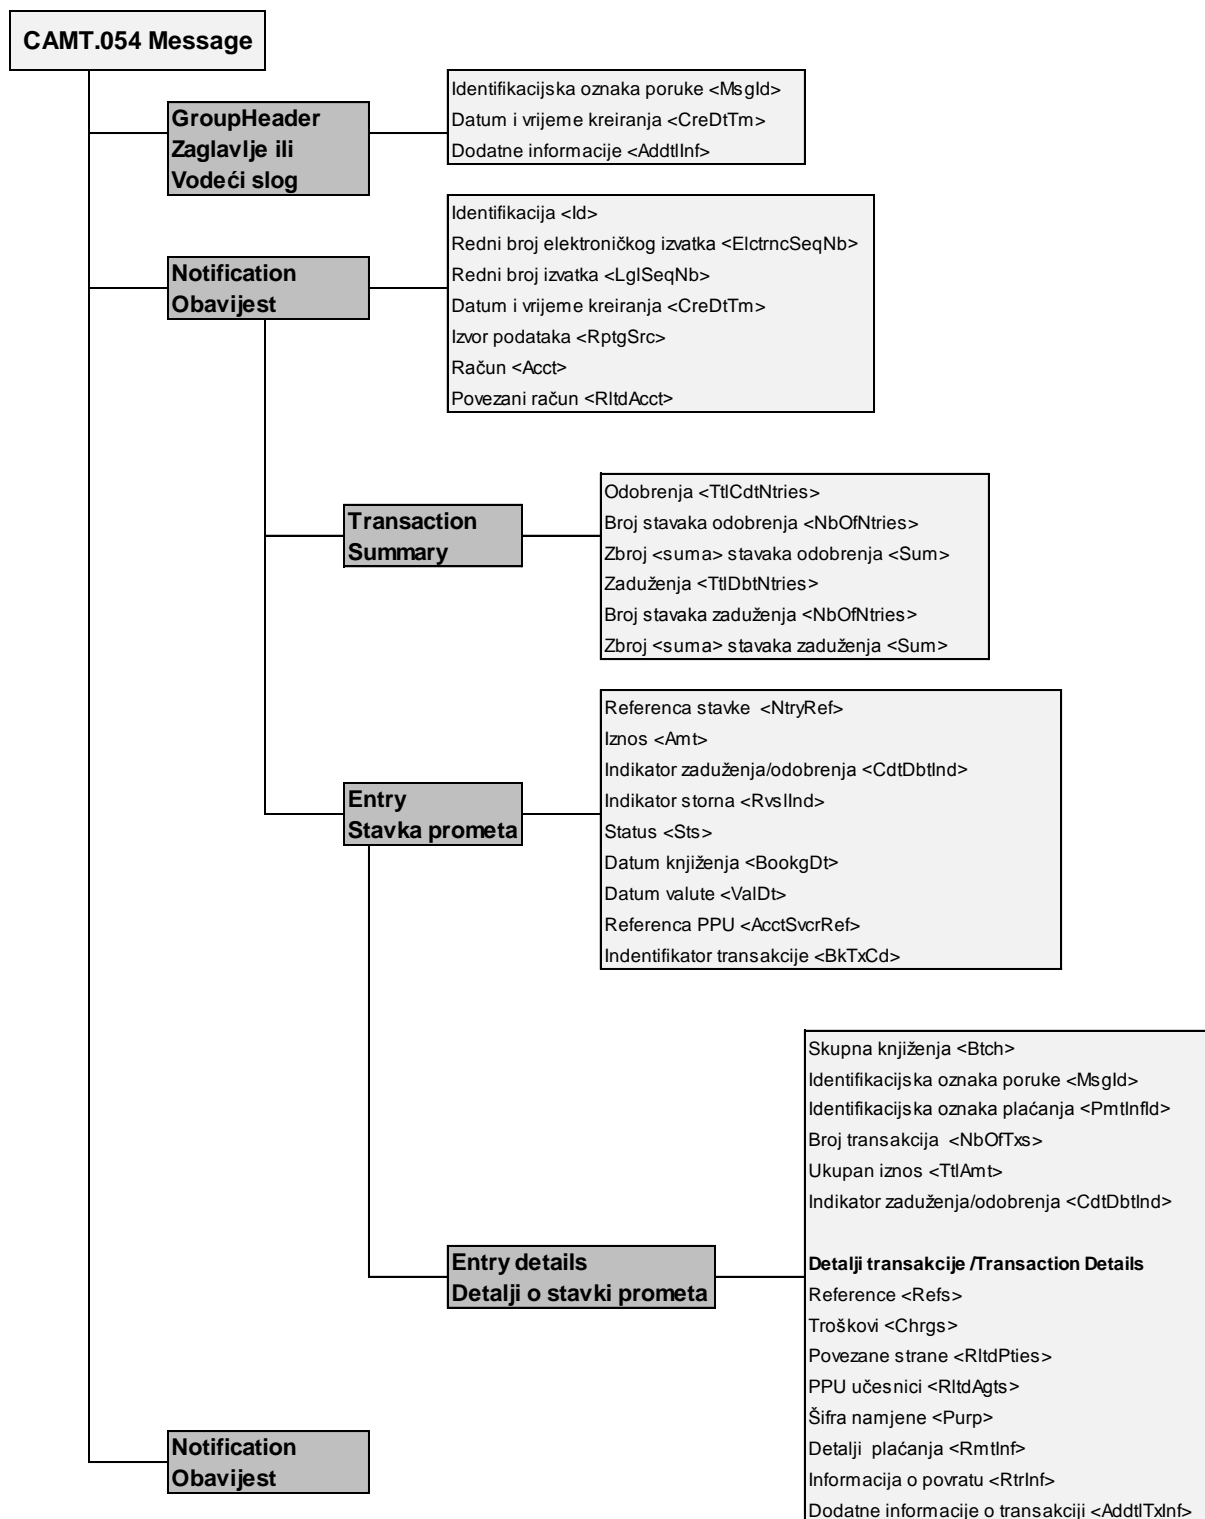 CAMT.054 Message
GroupHeader
Zaglavlje ili
Vodeći slog
Identifikacijska oznaka poruke <MsgId>
Datum i vrijeme kreiranja <CreDtTm>
Dodatne informacije <AddtlInf>
Notification
Obavijest
Identifikacija <Id>
Redni broj elektroničkog izvatka <ElctrncSeqNb>
Redni broj izvatka <LglSeqNb>
Datum i vrijeme kreiranja <CreDtTm>
Izvor podataka <RptgSrc>
Račun <Acct>
Povezani račun <RltdAcct>
Transaction
Summary
Odobrenja <TtlCdtNtries>
Broj stavaka odobrenja <NbOfNtries>
Zbroj <suma> stavaka odobrenja <Sum>
Zaduženja <TtlDbtNtries>
Broj stavaka zaduženja <NbOfNtries>
Zbroj <suma> stavaka zaduženja <Sum>
Entry
Stavka prometa
Referenca stavke <NtryRef>
Iznos <Amt>
Indikator zaduženja/odobrenja <CdtDbtInd>
Indikator storna <RvslInd>
Status <Sts>
Datum knjiženja <BookgDt>
Datum valute <ValDt>
Referenca PPU <AcctSvcrRef>
Indentifikator transakcije <BkTxCd>
Entry details
Detalji o stavki prometa
Skupna knjiženja <Btch>
Identifikacijska oznaka poruke <MsgId>
Identifikacijska oznaka plaćanja <PmtInfId>
Broj transakcija <NbOfTxs>
Ukupan iznos <TtlAmt>
Indikator zaduženja/odobrenja <CdtDbtInd>
Detalji transakcije /Transaction Details
Reference <Refs>
Troškovi <Chrgs>
Povezane strane <RltdPties>
PPU učesnici <RltdAgts>
Šifra namjene <Purp>
Detalji plaćanja <RmtInf>
Informacija o povratu <RtrInf>
Dodatne informacije o transakciji <AddtlTxInf>
Notification
Obavijest